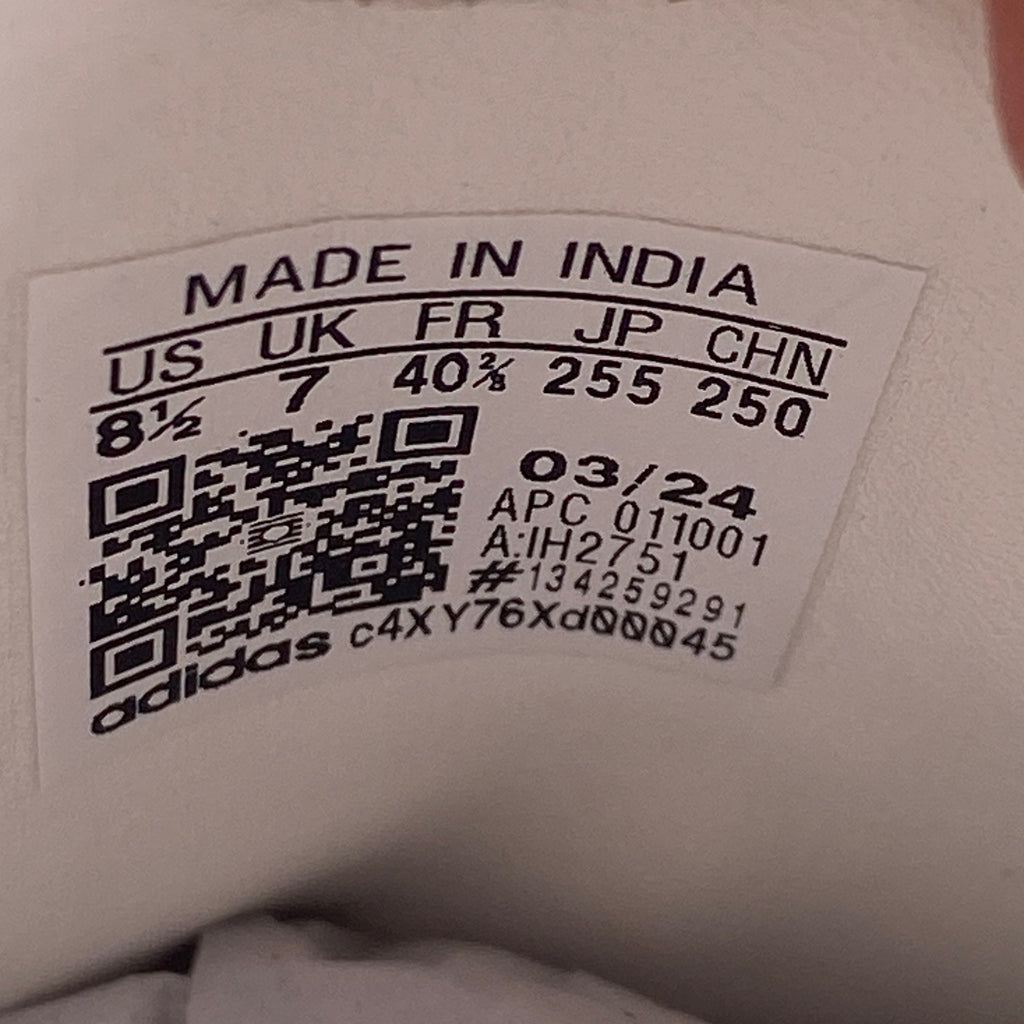 MADE IN INDIA
US UK FR JP CHN
8½ 7 40⅔ 255 250
03/24
APC 011001
A:IH2751
#134259291
adidas c4XY76Xd00045